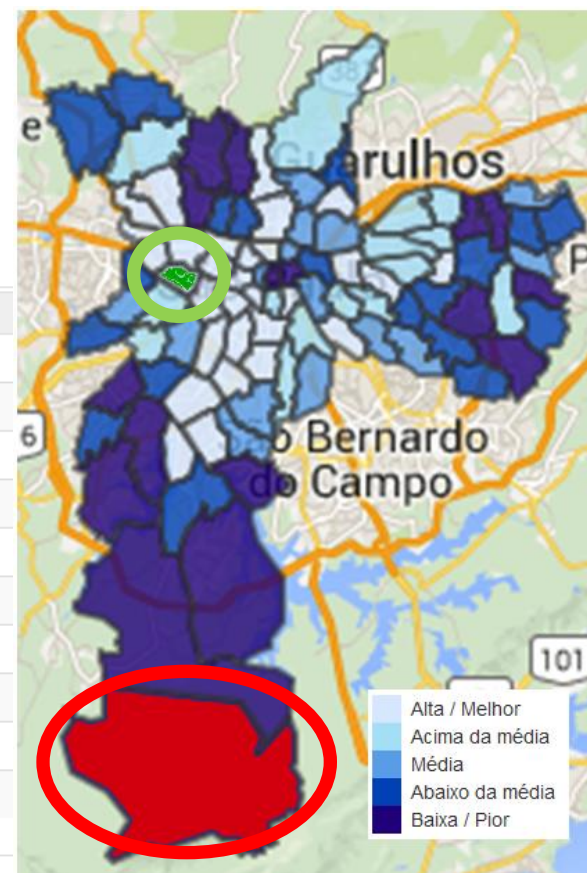 e
Guarulhos
P
6
o Bernardo
do Campo
101
Alta / Melhor
Acima da média
Média
Abaixo da média
Baixa / Pior